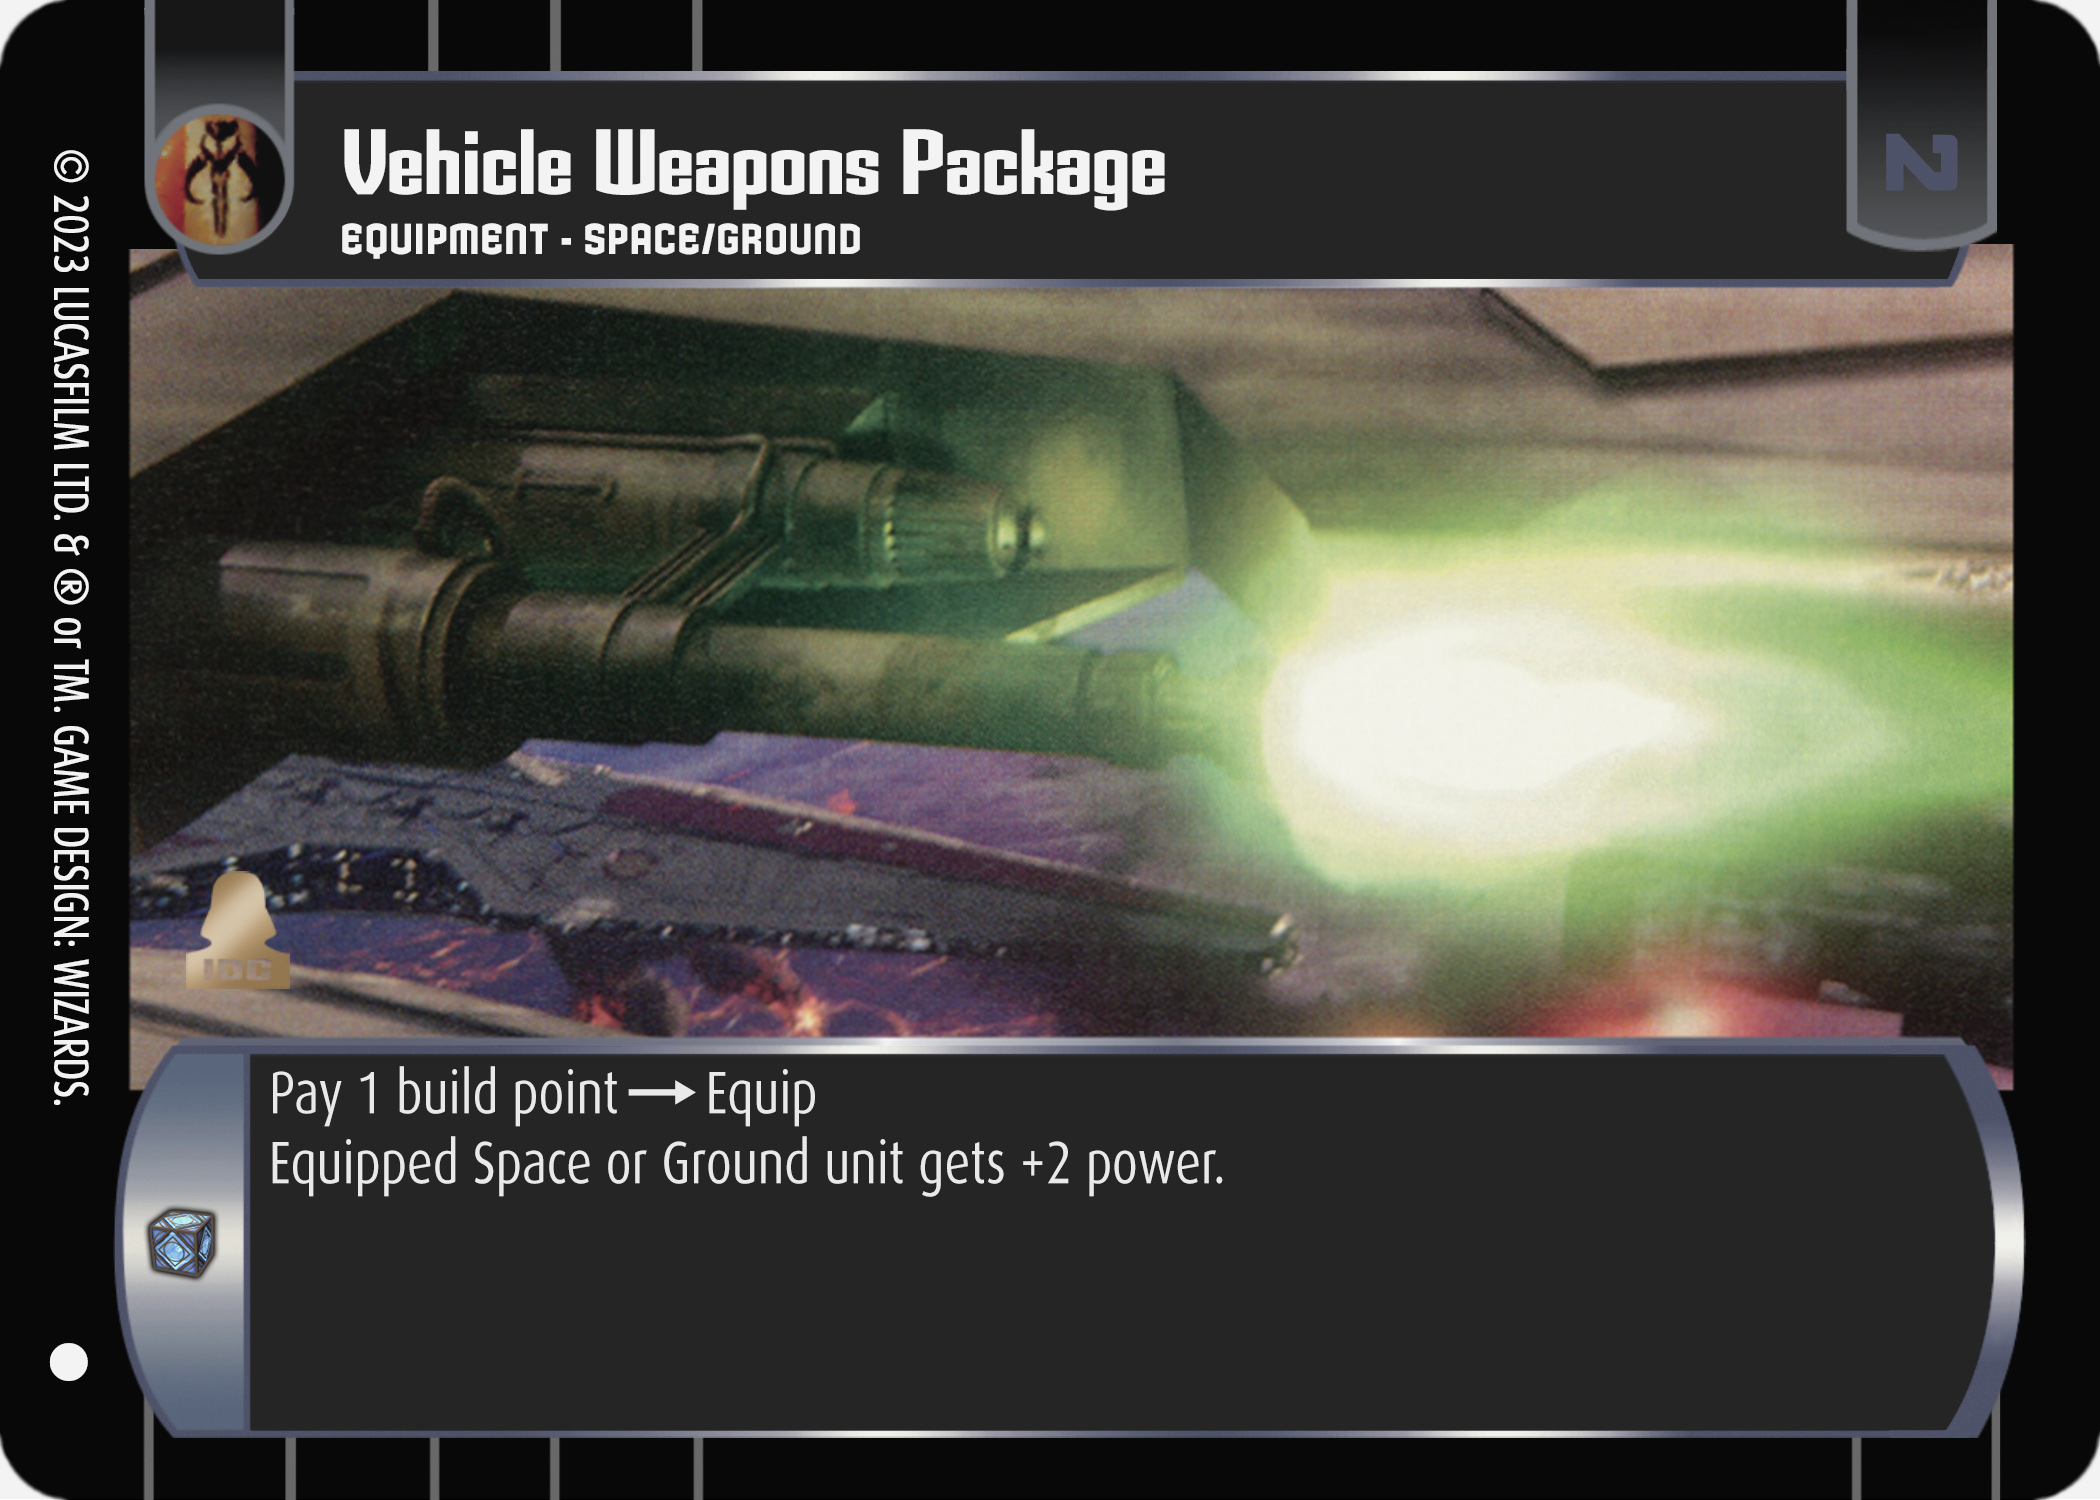 Vehicle Weapons Package
2
EQUIPMENT - SPACE/GROUND
IDC
Pay 1 build point → Equip
Equipped Space or Ground unit gets +2 power.
© 2023 LUCASFILM LTD. & ® or TM. GAME DESIGN: WIZARDS.